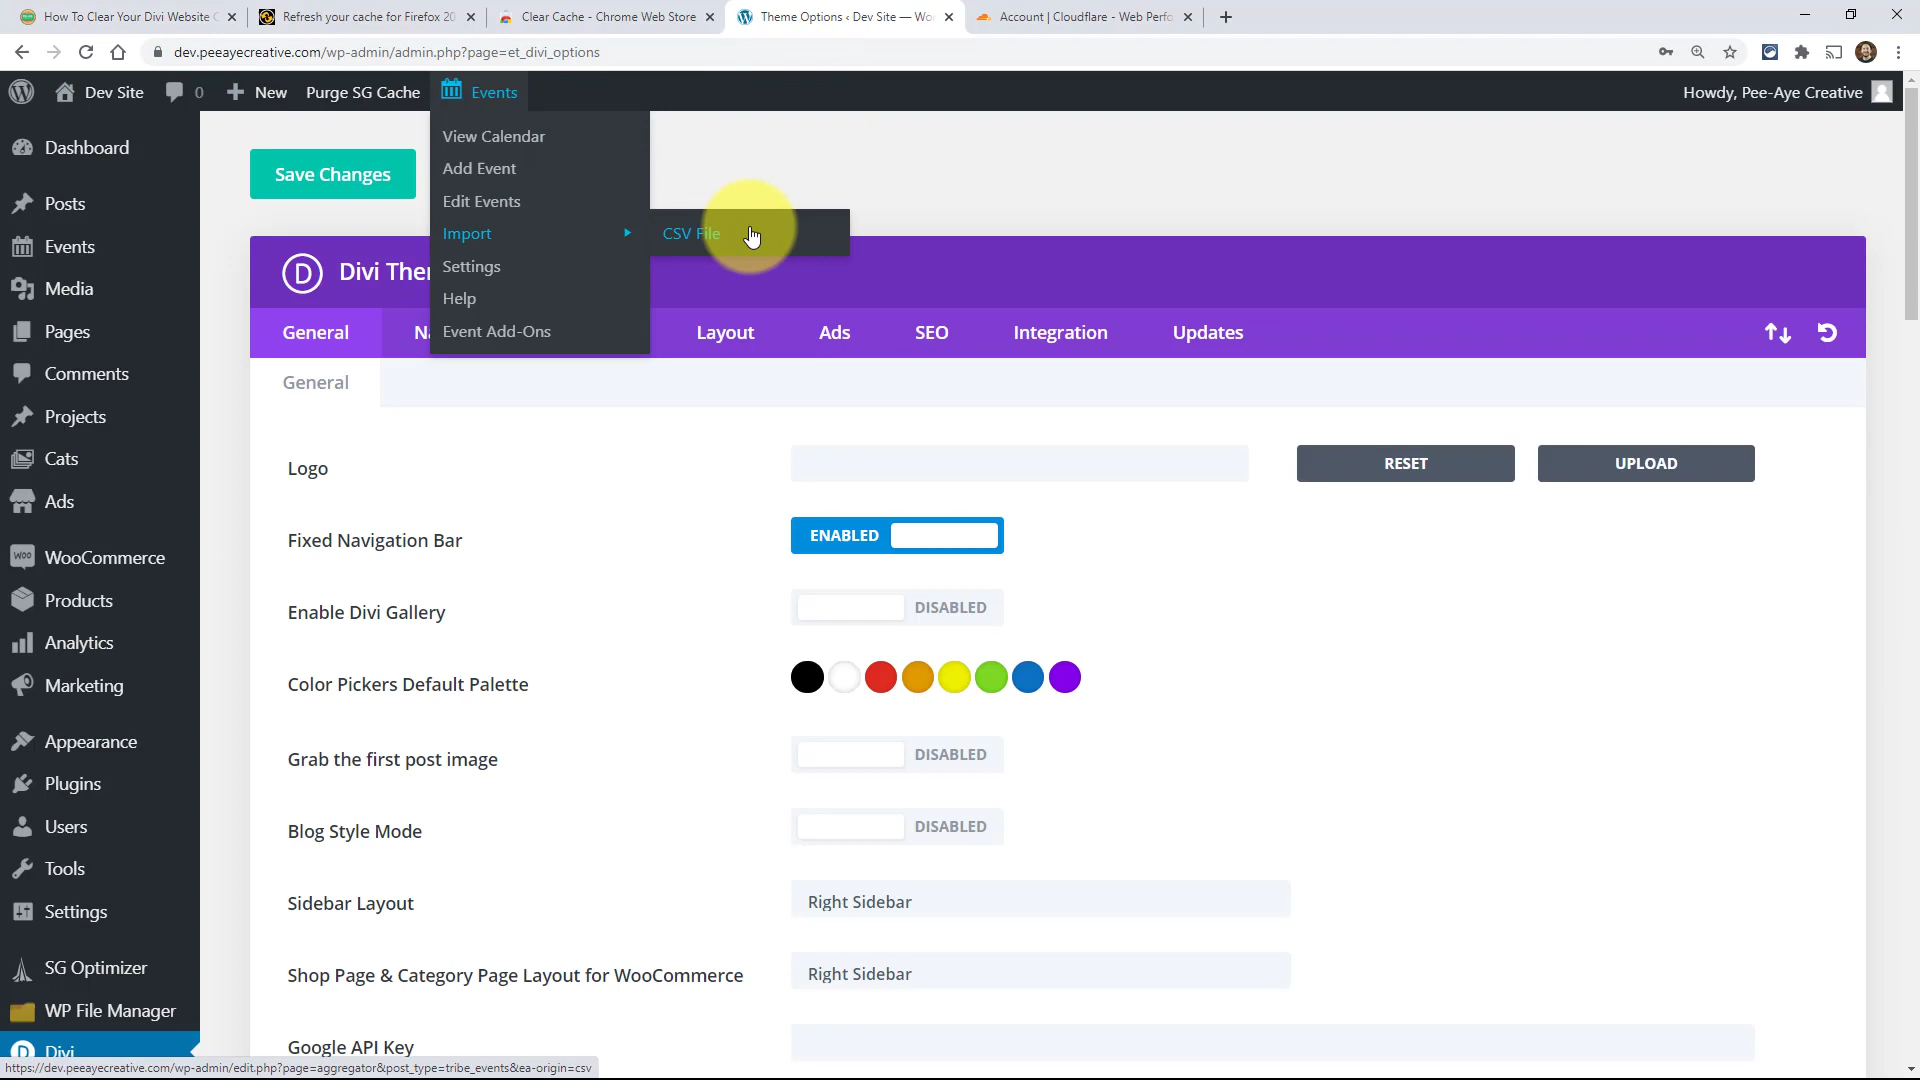 How To Clear Your Divi Website C
Refresh your cache for Firefox 20
Clear Cache - Chrome Web Store
Theme Options ‹ Dev Site — Wo
Account | Cloudflare - Web Perfo
dev.peeayecreative.com/wp-admin/admin.php?page=et_divi_options
Dev Site
0
New
Purge SG Cache
Events
Howdy, Pee-Aye Creative
View Calendar
Add Event
Edit Events
Import
CSV File
Settings
Help
Event Add-Ons
Dashboard
Posts
Events
Media
Pages
Comments
Projects
Cats
Ads
WooCommerce
Products
Analytics
Marketing
Appearance
Plugins
Users
Tools
Settings
SG Optimizer
WP File Manager
Divi
Save Changes
D Divi Ther
General Na Layout Ads SEO Integration Updates
General
Logo RESET UPLOAD
Fixed Navigation Bar ENABLED
Enable Divi Gallery DISABLED
Color Pickers Default Palette
Grab the first post image DISABLED
Blog Style Mode DISABLED
Sidebar Layout Right Sidebar
Shop Page & Category Page Layout for WooCommerce Right Sidebar
Google API Key
https://dev.peeayecreative.com/wp-admin/edit.php?page=aggregator&post_type=tribe_events&ea-origin=csv